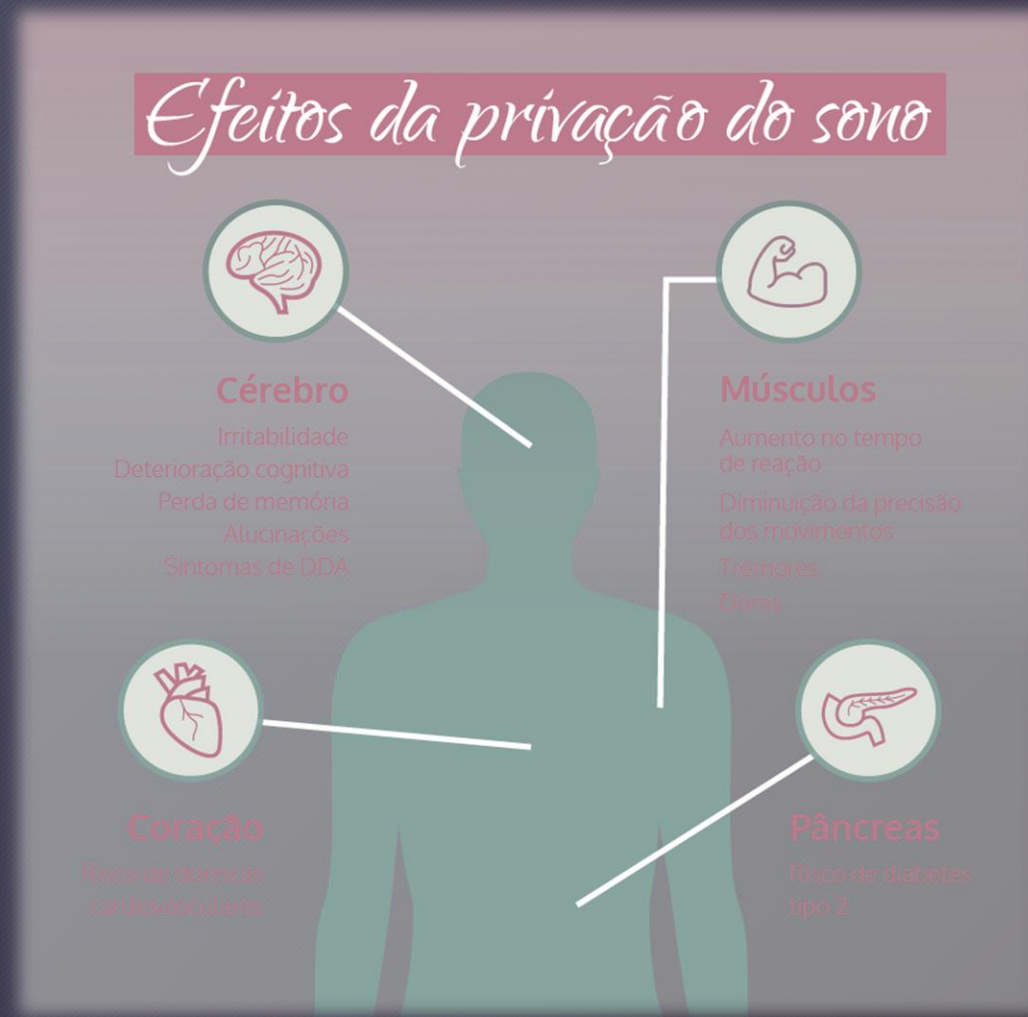 Efeitos da privação do sono
Cérebro
Irritabilidade
Deterioração cognitiva
Perda de memória
Alucinações
Sintomas de DDA
Músculos
Aumento no tempo
de reação
Diminuição da precisão
dos movimentos
Tremores
Dores
Coração
Risco de doenças
cardiovasculares
Pâncreas
Risco de diabetes
tipo 2